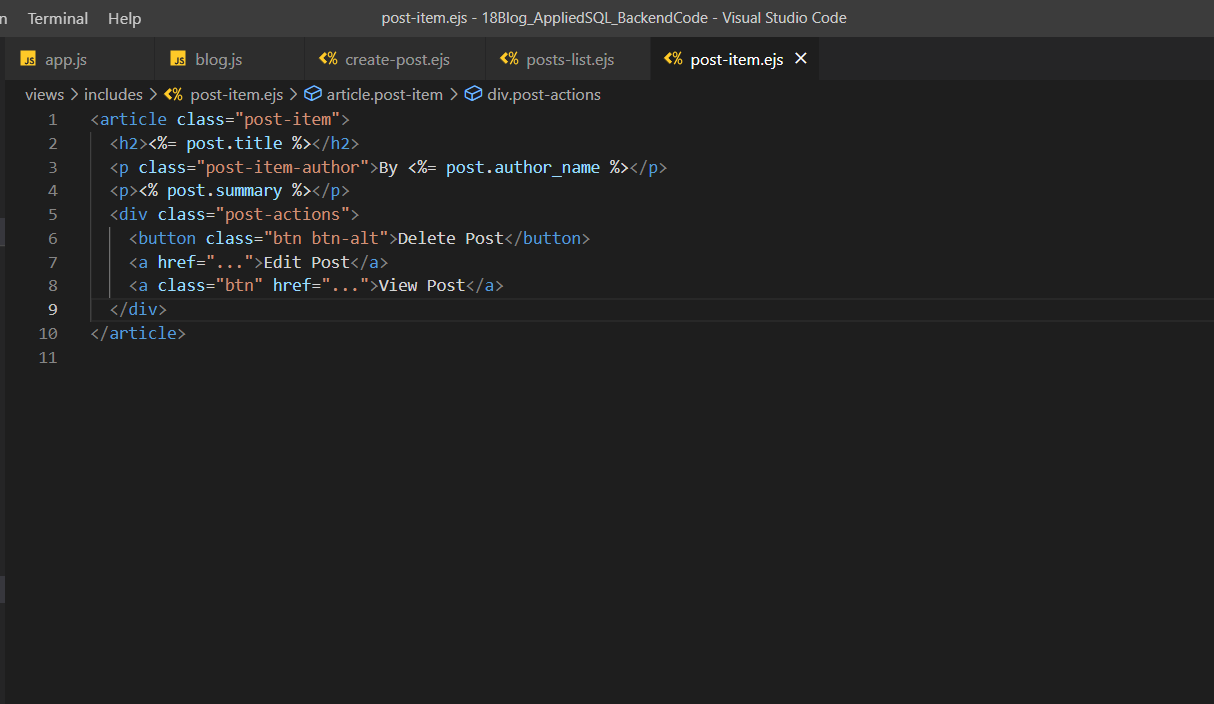 Terminal Help post-item.ejs - 18Blog_AppliedSQL_BackendCode - Visual Studio Code
JS app.js JS blog.js <% create-post.ejs <% posts-list.ejs <% post-item.ejs ×
views > includes > <% post-item.ejs > article.post-item > div.post-actions
1 <article class="post-item">
2 <h2><%= post.title %></h2>
3 <p class="post-item-author">By <%= post.author_name %></p>
4 <p><% post.summary %></p>
5 <div class="post-actions">
6 <button class="btn btn-alt">Delete Post</button>
7 <a href="...">Edit Post</a>
8 <a class="btn" href="...">View Post</a>
9 </div>
10 </article>
11